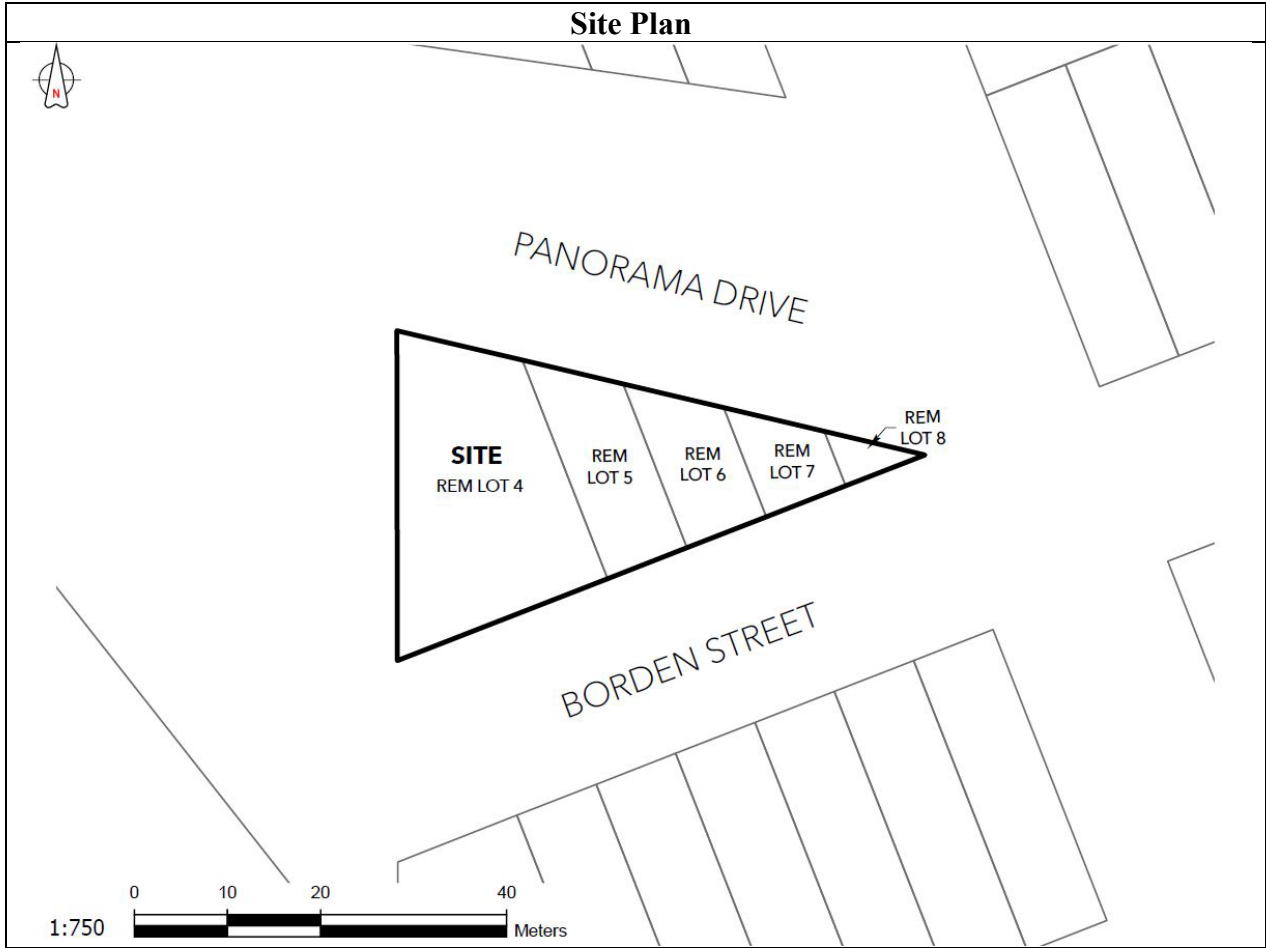 Site Plan
N
PANORAMA DRIVE
REM
LOT 8
SITE
REM LOT 4
REM
LOT 5
REM
LOT 6
REM
LOT 7
BORDEN STREET
0 10 20 40
1:750 Meters